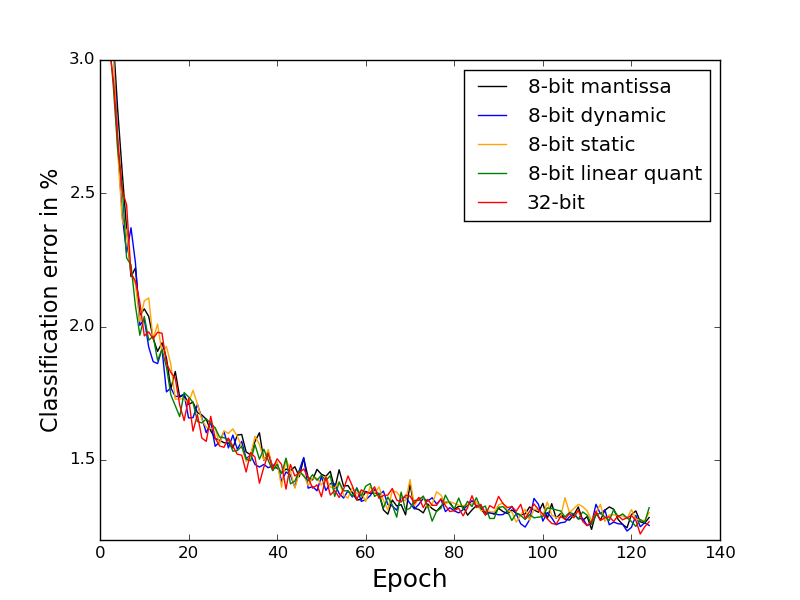 3.0
2.5
2.0
1.5
Classification error in %
8-bit mantissa
8-bit dynamic
8-bit static
8-bit linear quant
32-bit
0 20 40 60 80 100 120 140
Epoch